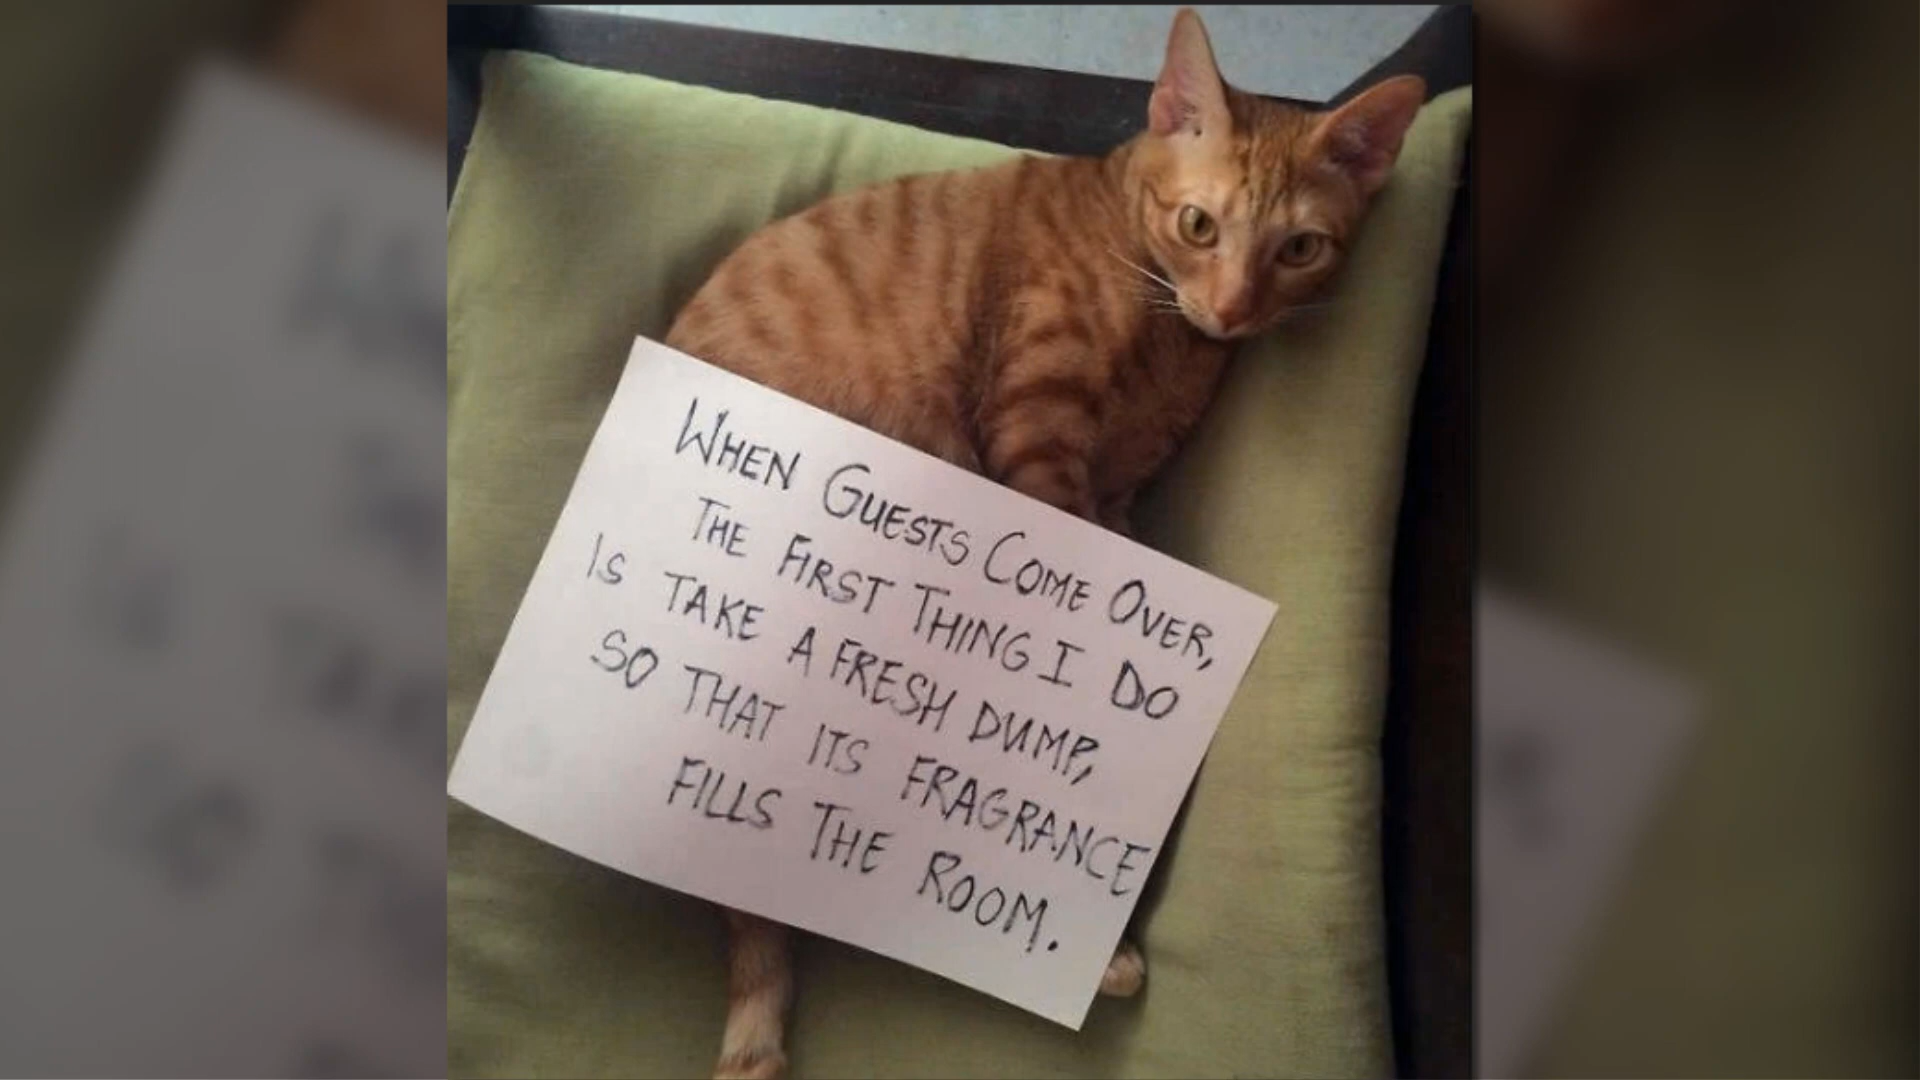 WHEN GUESTS COME OVER,
THE FIRST THING I DO
IS TAKE A FRESH DUMP,
SO THAT ITS FRAGRANCE
FILLS THE ROOM.